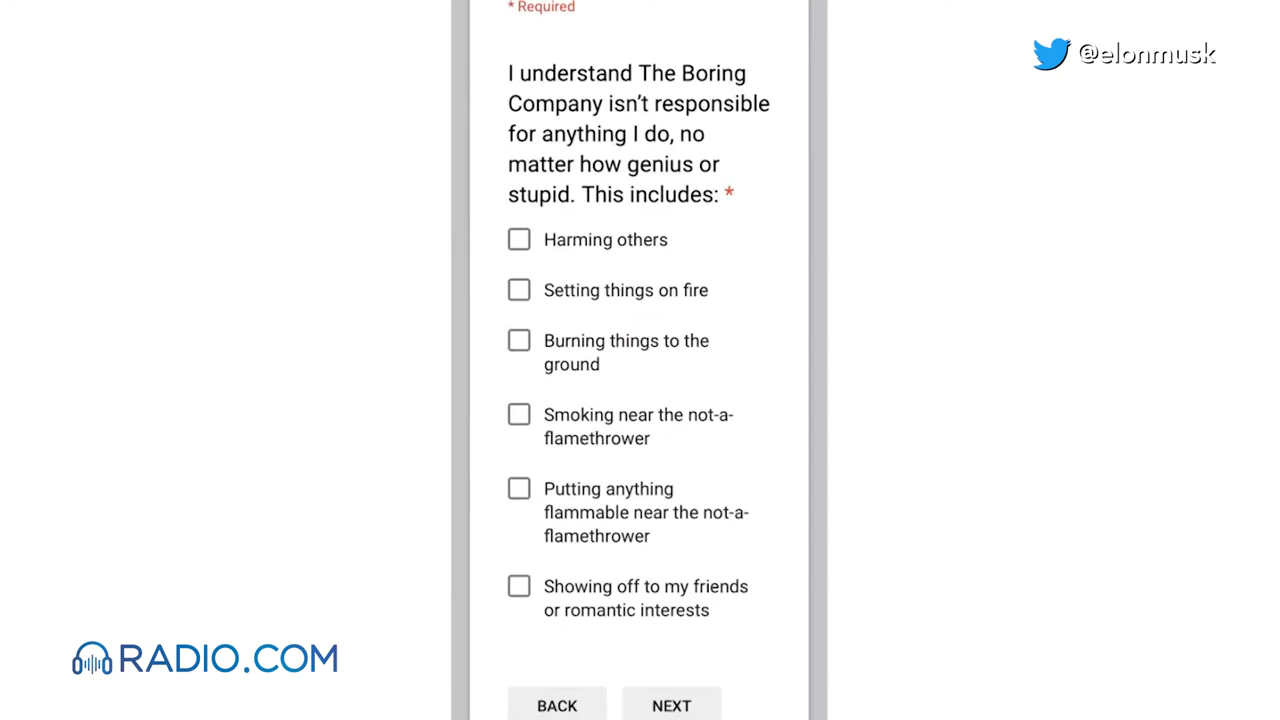 * Required
@elonmusk
I understand The Boring
Company isn't responsible
for anything I do, no
matter how genius or
stupid. This includes: *
Harming others
Setting things on fire
Burning things to the
ground
Smoking near the not-a-
flamethrower
Putting anything
flammable near the not-a-
flamethrower
Showing off to my friends
or romantic interests
RADIO.COM
BACK NEXT